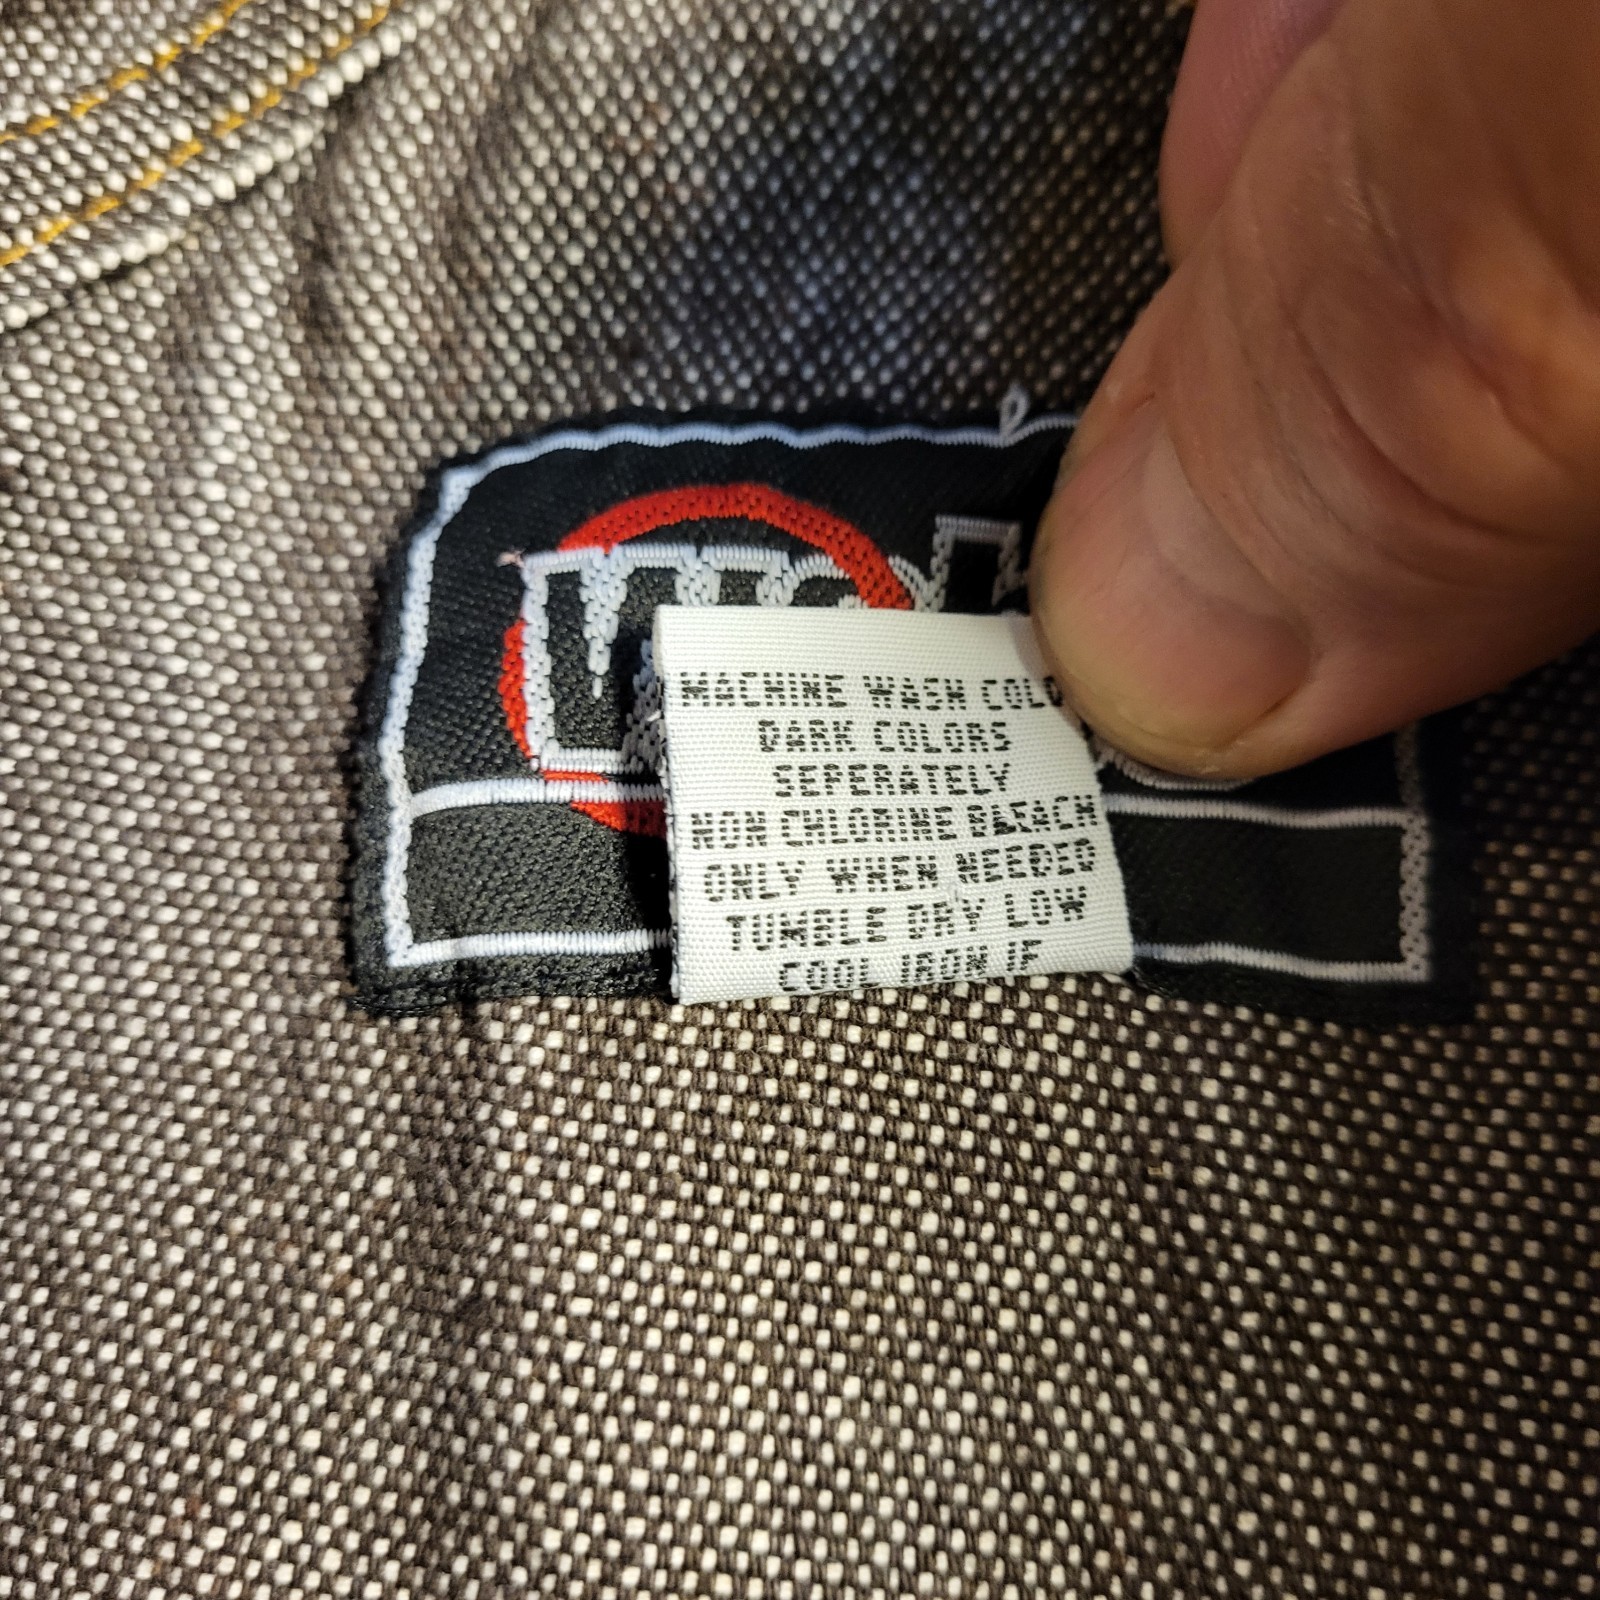 MACHINE WASH COLD
DARK COLORS
SEPERATELY
NON CHLORINE BLEACH
ONLY WHEN NEEDED
TUMBLE DRY LOW
COOL IRON IF